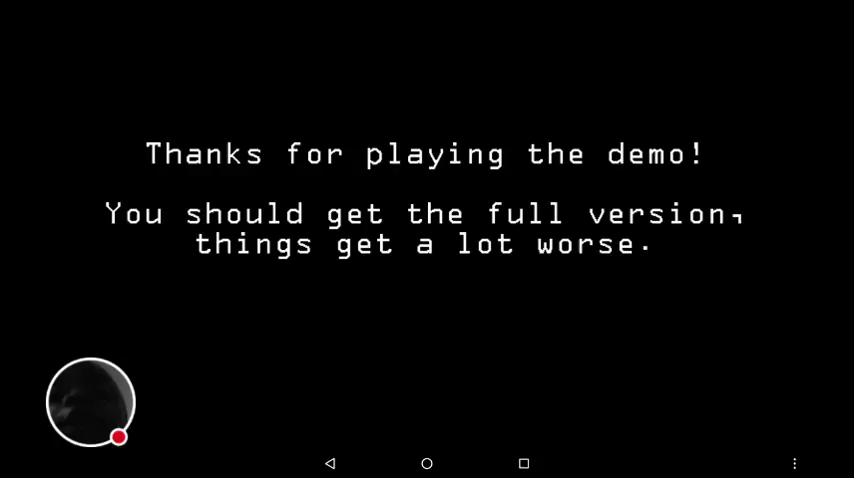 Thanks for playing the demo!
You should get the full version,
things get a lot worse.